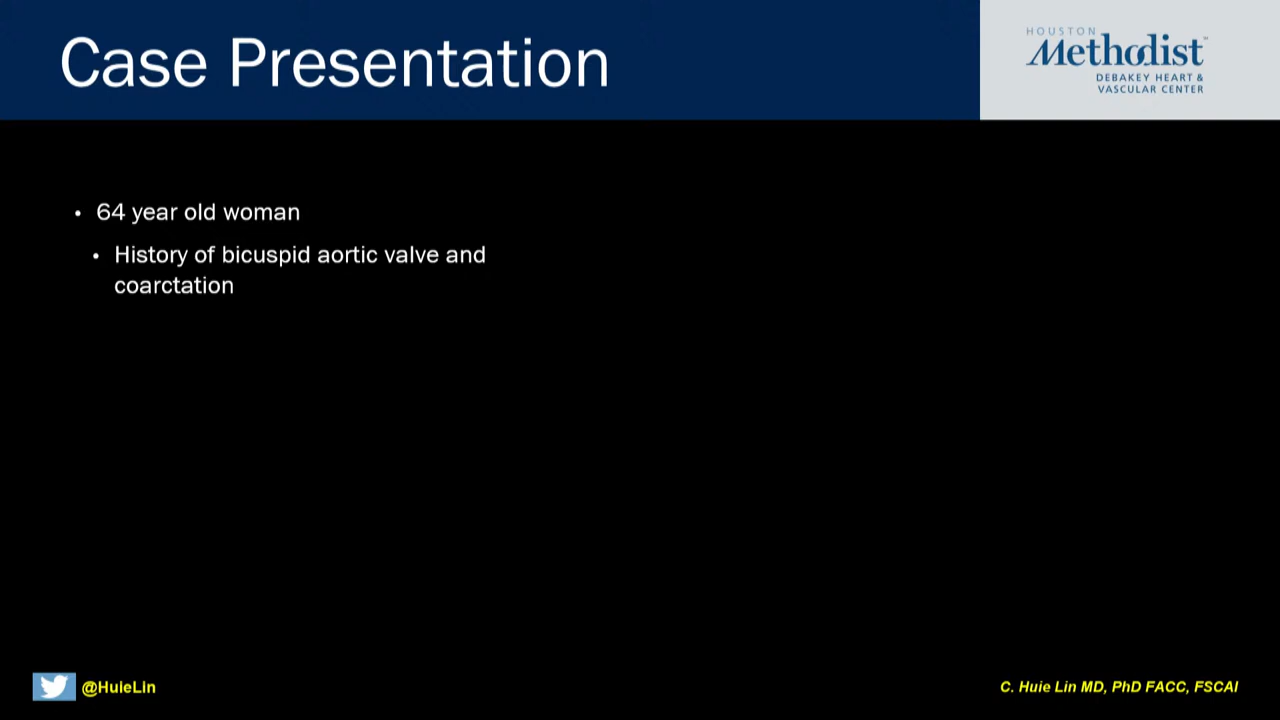 Case Presentation
HOUSTON
Methodist
DEBAKEY HEART &
VASCULAR CENTER
• 64 year old woman
• History of bicuspid aortic valve and
coarctation
@HuieLin
C. Huie Lin MD, PhD FACC, FSCAI